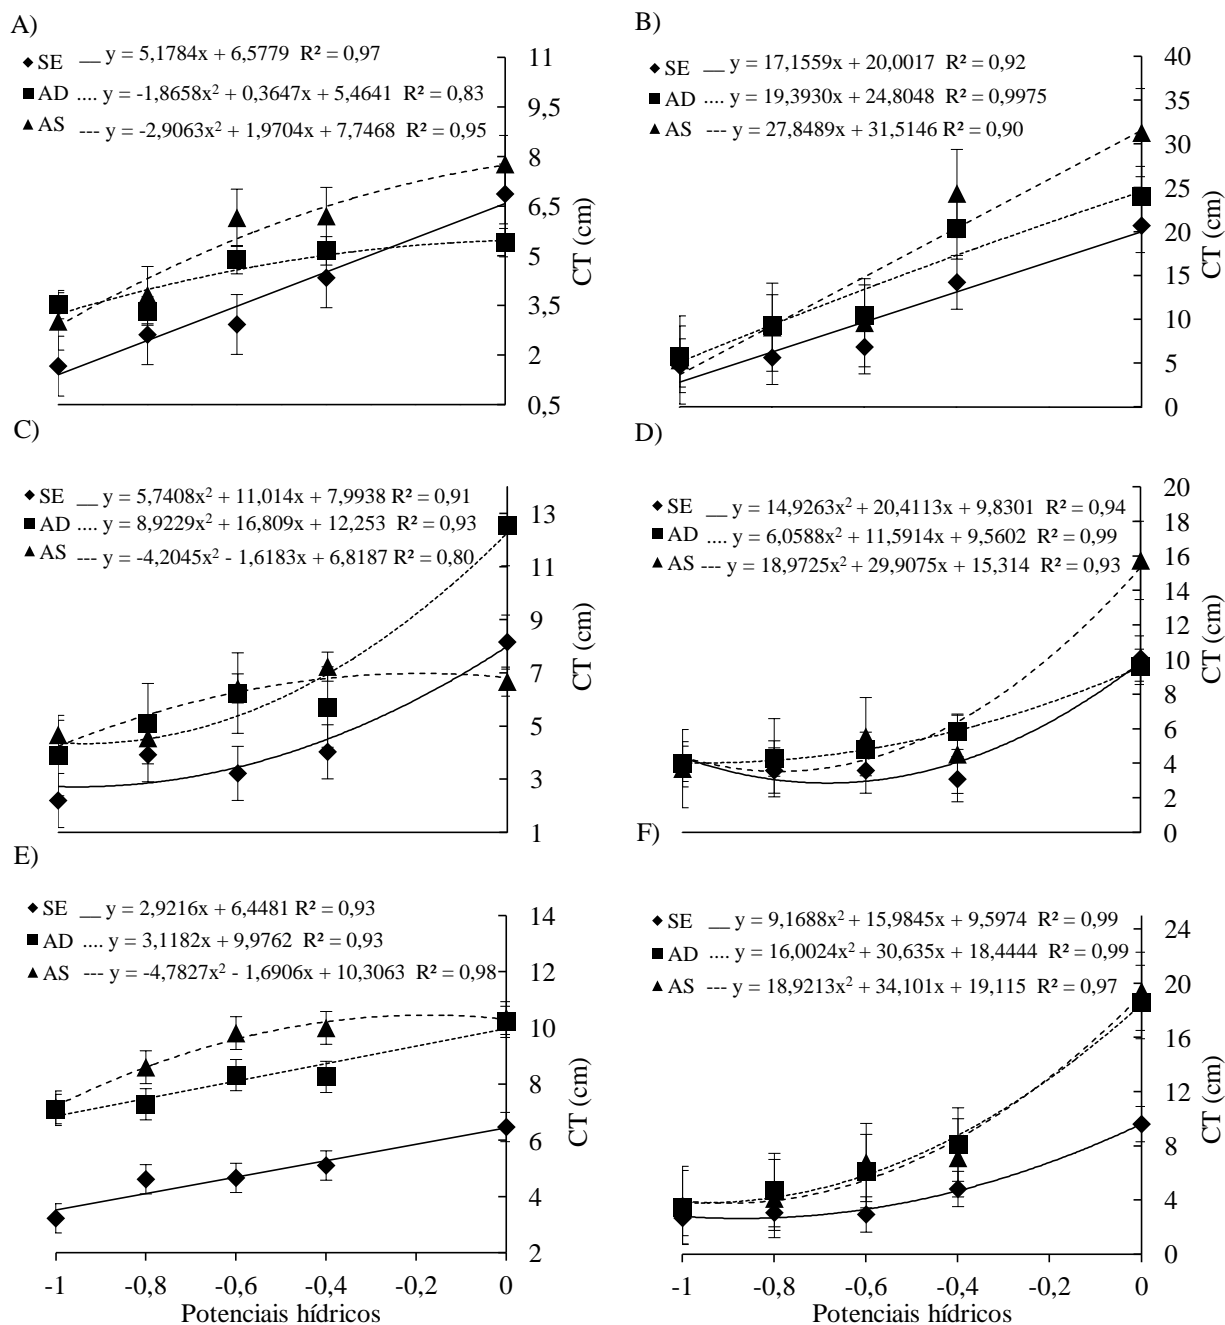 A)
SE __ y = 5,1784x + 6,5779 R² = 0,97
AD .... y = -1,8658x² + 0,3647x + 5,4641 R² = 0,83
AS --- y = -2,9063x² + 1,9704x + 7,7468 R² = 0,95
11
9,5
8
6,5
5
3,5
2
0,5
CT (cm)
B)
SE __ y = 17,1559x + 20,0017 R² = 0,92
AD .... y = 19,3930x + 24,8048 R² = 0,9975
AS --- y = 27,8489x + 31,5146 R² = 0,90
40
35
30
25
20
15
10
5
0
CT (cm)
C)
SE __ y = 5,7408x² + 11,014x + 7,9938 R² = 0,91
AD .... y = 8,9229x² + 16,809x + 12,253 R² = 0,93
AS --- y = -4,2045x² - 1,6183x + 6,8187 R² = 0,80
13
11
9
7
5
3
1
CT (cm)
D)
SE __ y = 14,9263x² + 20,4113x + 9,8301 R² = 0,94
AD .... y = 6,0588x² + 11,5914x + 9,5602 R² = 0,99
AS --- y = 18,9725x² + 29,9075x + 15,314 R² = 0,93
20
18
16
14
12
10
8
6
4
2
0
CT (cm)
E)
SE __ y = 2,9216x + 6,4481 R² = 0,93
AD .... y = 3,1182x + 9,9762 R² = 0,93
AS --- y = -4,7827x² - 1,6906x + 10,3063 R² = 0,98
14
12
10
8
6
4
2
CT (cm)
-1 -0,8 -0,6 -0,4 -0,2 0
Potenciais hídricos
F)
SE __ y = 9,1688x² + 15,9845x + 9,5974 R² = 0,99
AD .... y = 16,0024x² + 30,635x + 18,4444 R² = 0,99
AS --- y = 18,9213x² + 34,101x + 19,115 R² = 0,97
24
20
16
12
8
4
0
CT (cm)
-1 -0,8 -0,6 -0,4 -0,2 0
Potenciais hídricos